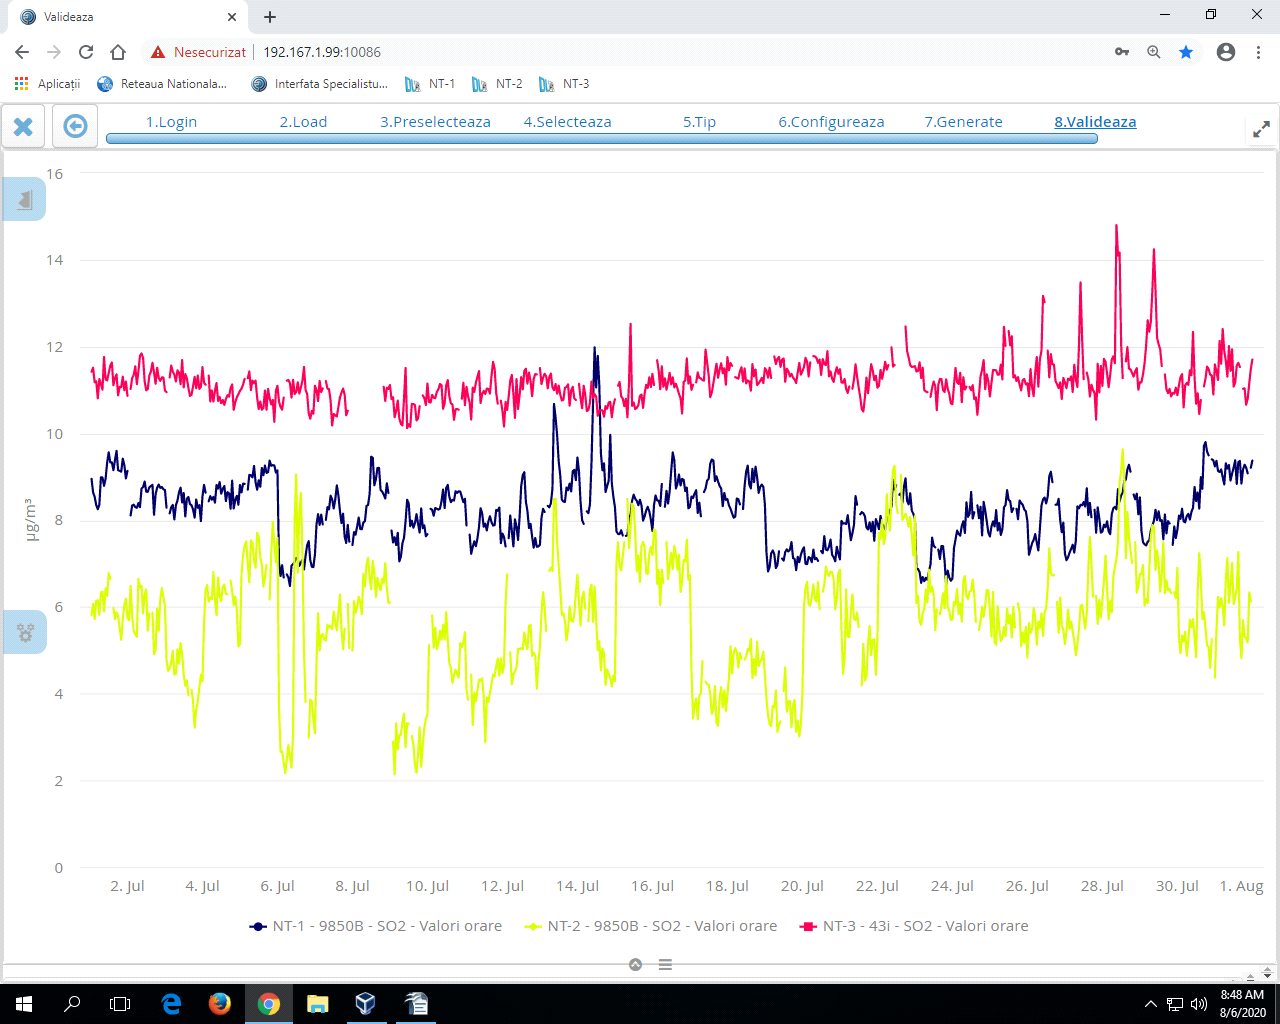 Valideaza
Nesecurizat 192.167.1.99:10086
Aplicații Reteaua Nationala... Interfata Specialistu... NT-1 NT-2 NT-3
1.Login 2.Load 3.Preselecteaza 4.Selecteaza 5.Tip 6.Configureaza 7.Generate 8.Valideaza
16
14
12
10
8
6
4
2
0
µg/m³
2. Jul 4. Jul 6. Jul 8. Jul 10. Jul 12. Jul 14. Jul 16. Jul 18. Jul 20. Jul 22. Jul 24. Jul 26. Jul 28. Jul 30. Jul 1. Aug
NT-1 - 9850B - SO2 - Valori orare NT-2 - 9850B - SO2 - Valori orare NT-3 - 43i - SO2 - Valori orare
8:48 AM
8/6/2020